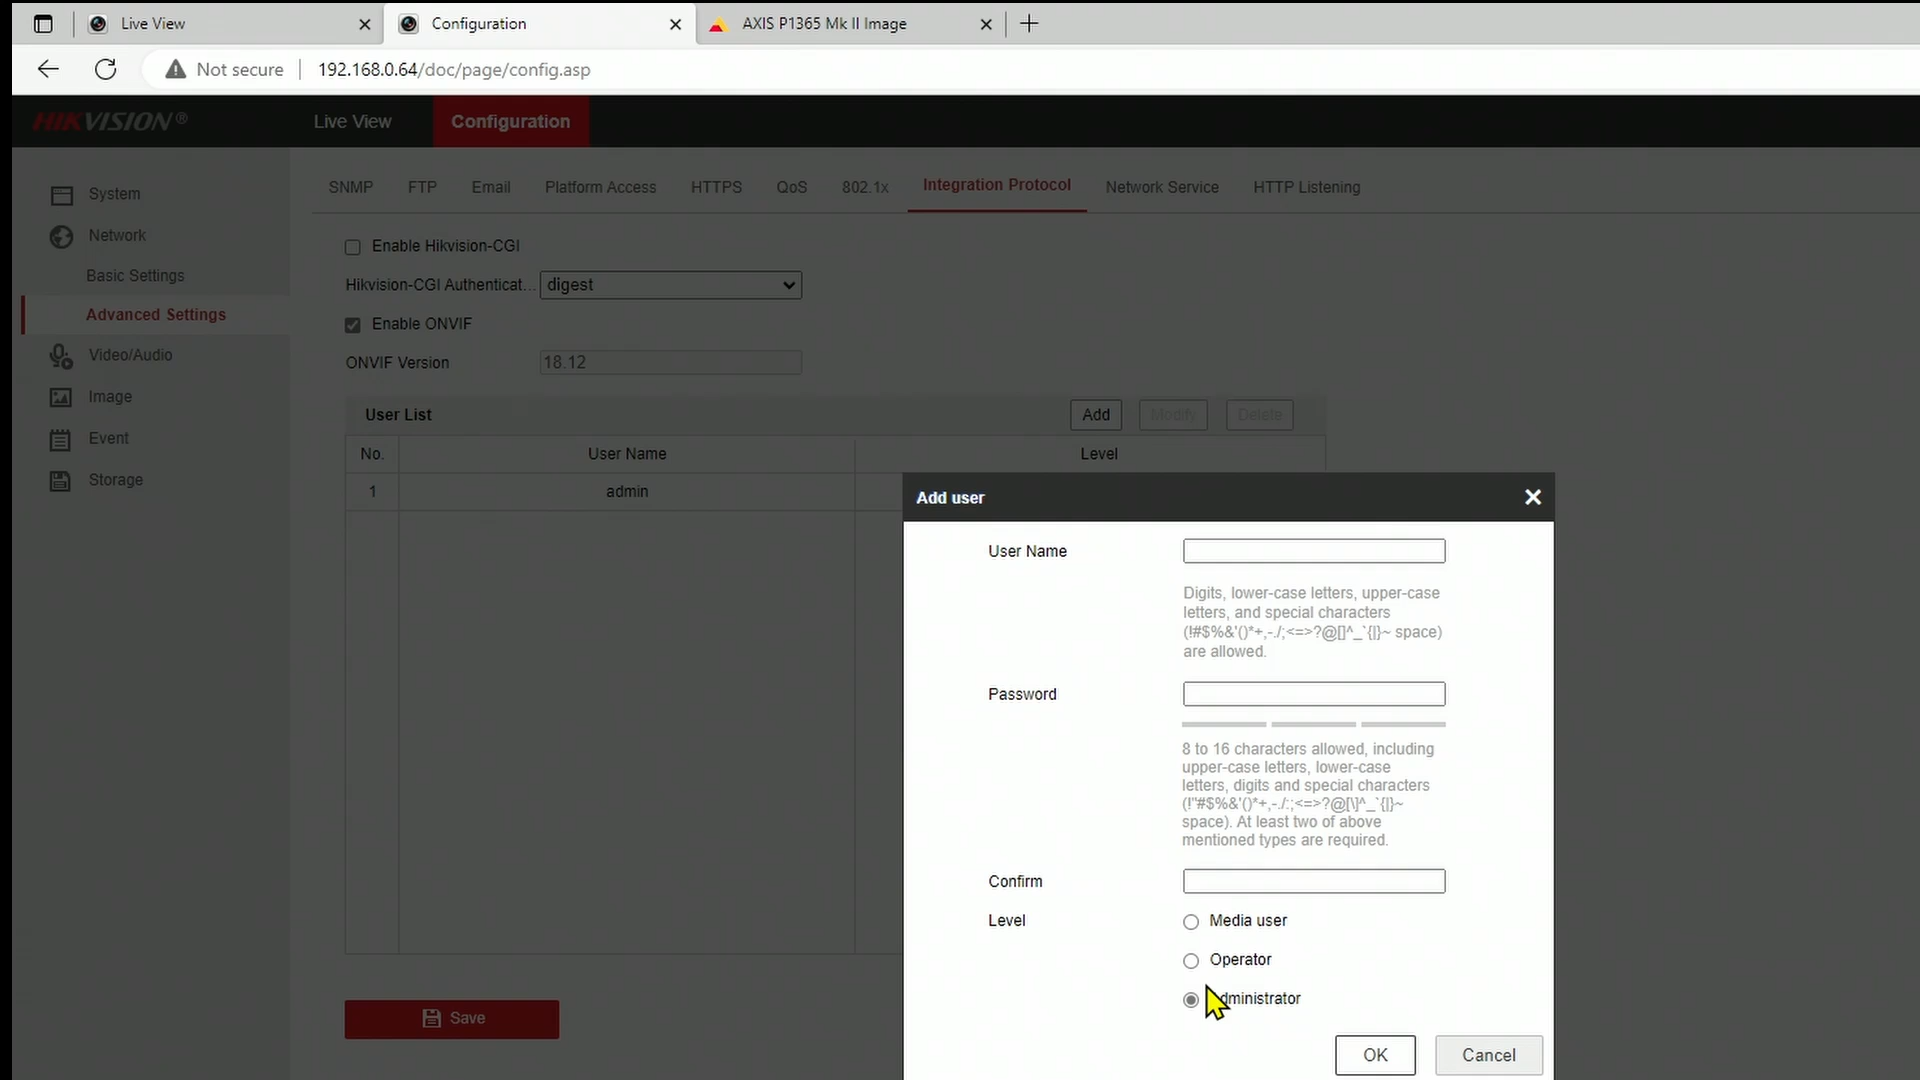 Live View
Configuration
AXIS P1365 Mk II Image
Not secure
192.168.0.64/doc/page/config.asp
HIKVISION®
Live View
Configuration
System
Network
Basic Settings
Advanced Settings
Video/Audio
Image
Event
Storage
SNMP
FTP
Email
Platform Access
HTTPS
QoS
802.1x
Integration Protocol
Network Service
HTTP Listening
Enable Hikvision-CGI
Hikvision-CGI Authenticat...
digest
Enable ONVIF
ONVIF Version
18.12
User List
Add
Modify
Delete
No.
User Name
Level
1
admin
Save
Add user
User Name
Digits, lower-case letters, upper-case
letters, and special characters
(!#$%&'()*+,-./;<=>?@[]^_`{|}~ space)
are allowed.
Password
8 to 16 characters allowed, including
upper-case letters, lower-case
letters, digits and special characters
(!"#$%&'()*+,-./:;<=>?@[\]^_`{|}~
space). At least two of above
mentioned types are required.
Confirm
Level
Media user
Operator
dministrator
OK
Cancel